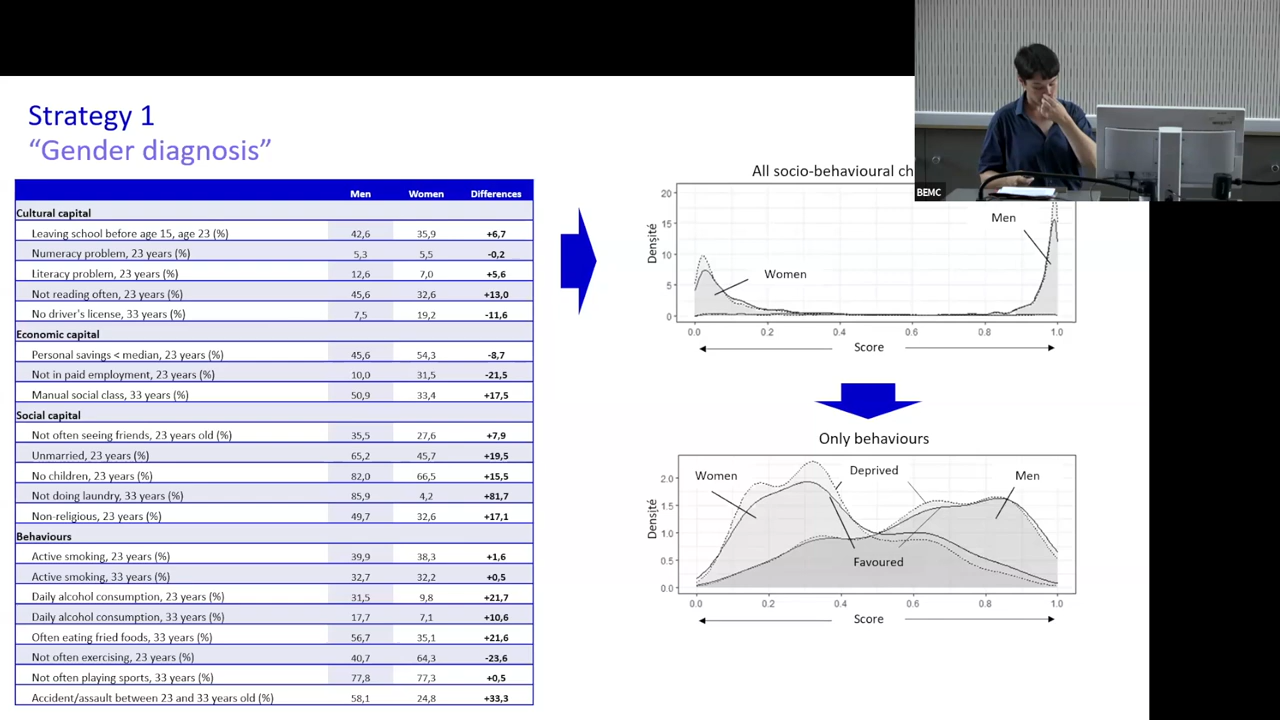 Strategy 1
“Gender diagnosis”
Men Women Differences
Cultural capital
Leaving school before age 15, age 23 (%) 42,6 35,9 +6,7
Numeracy problem, 23 years (%) 5,3 5,5 -0,2
Literacy problem, 23 years (%) 12,6 7,0 +5,6
Not reading often, 23 years (%) 45,6 32,6 +13,0
No driver's license, 33 years (%) 7,5 19,2 -11,6
Economic capital
Personal savings < median, 23 years (%) 45,6 54,3 -8,7
Not in paid employment, 23 years (%) 10,0 31,5 -21,5
Manual social class, 33 years (%) 50,9 33,4 +17,5
Social capital
Not often seeing friends, 23 years old (%) 35,5 27,6 +7,9
Unmarried, 23 years (%) 65,2 45,7 +19,5
No children, 23 years (%) 82,0 66,5 +15,5
Not doing laundry, 33 years (%) 85,9 4,2 +81,7
Non-religious, 23 years (%) 49,7 32,6 +17,1
Behaviours
Active smoking, 23 years (%) 39,9 38,3 +1,6
Active smoking, 33 years (%) 32,7 32,2 +0,5
Daily alcohol consumption, 23 years (%) 31,5 9,8 +21,7
Daily alcohol consumption, 33 years (%) 17,7 7,1 +10,6
Often eating fried foods, 33 years (%) 56,7 35,1 +21,6
Not often exercising, 23 years (%) 40,7 64,3 -23,6
Not often playing sports, 33 years (%) 77,8 77,3 +0,5
Accident/assault between 23 and 33 years old (%) 58,1 24,8 +33,3
All socio-behavioural ch
BEMC
20
15
10
5
0
Densité
Women
Men
0.0 0.2 0.4 0.6 0.8 1.0
Score
Only behaviours
2.0
1.5
1.0
0.5
0.0
Densité
Women
Deprived
Men
Favoured
0.0 0.2 0.4 0.6 0.8 1.0
Score